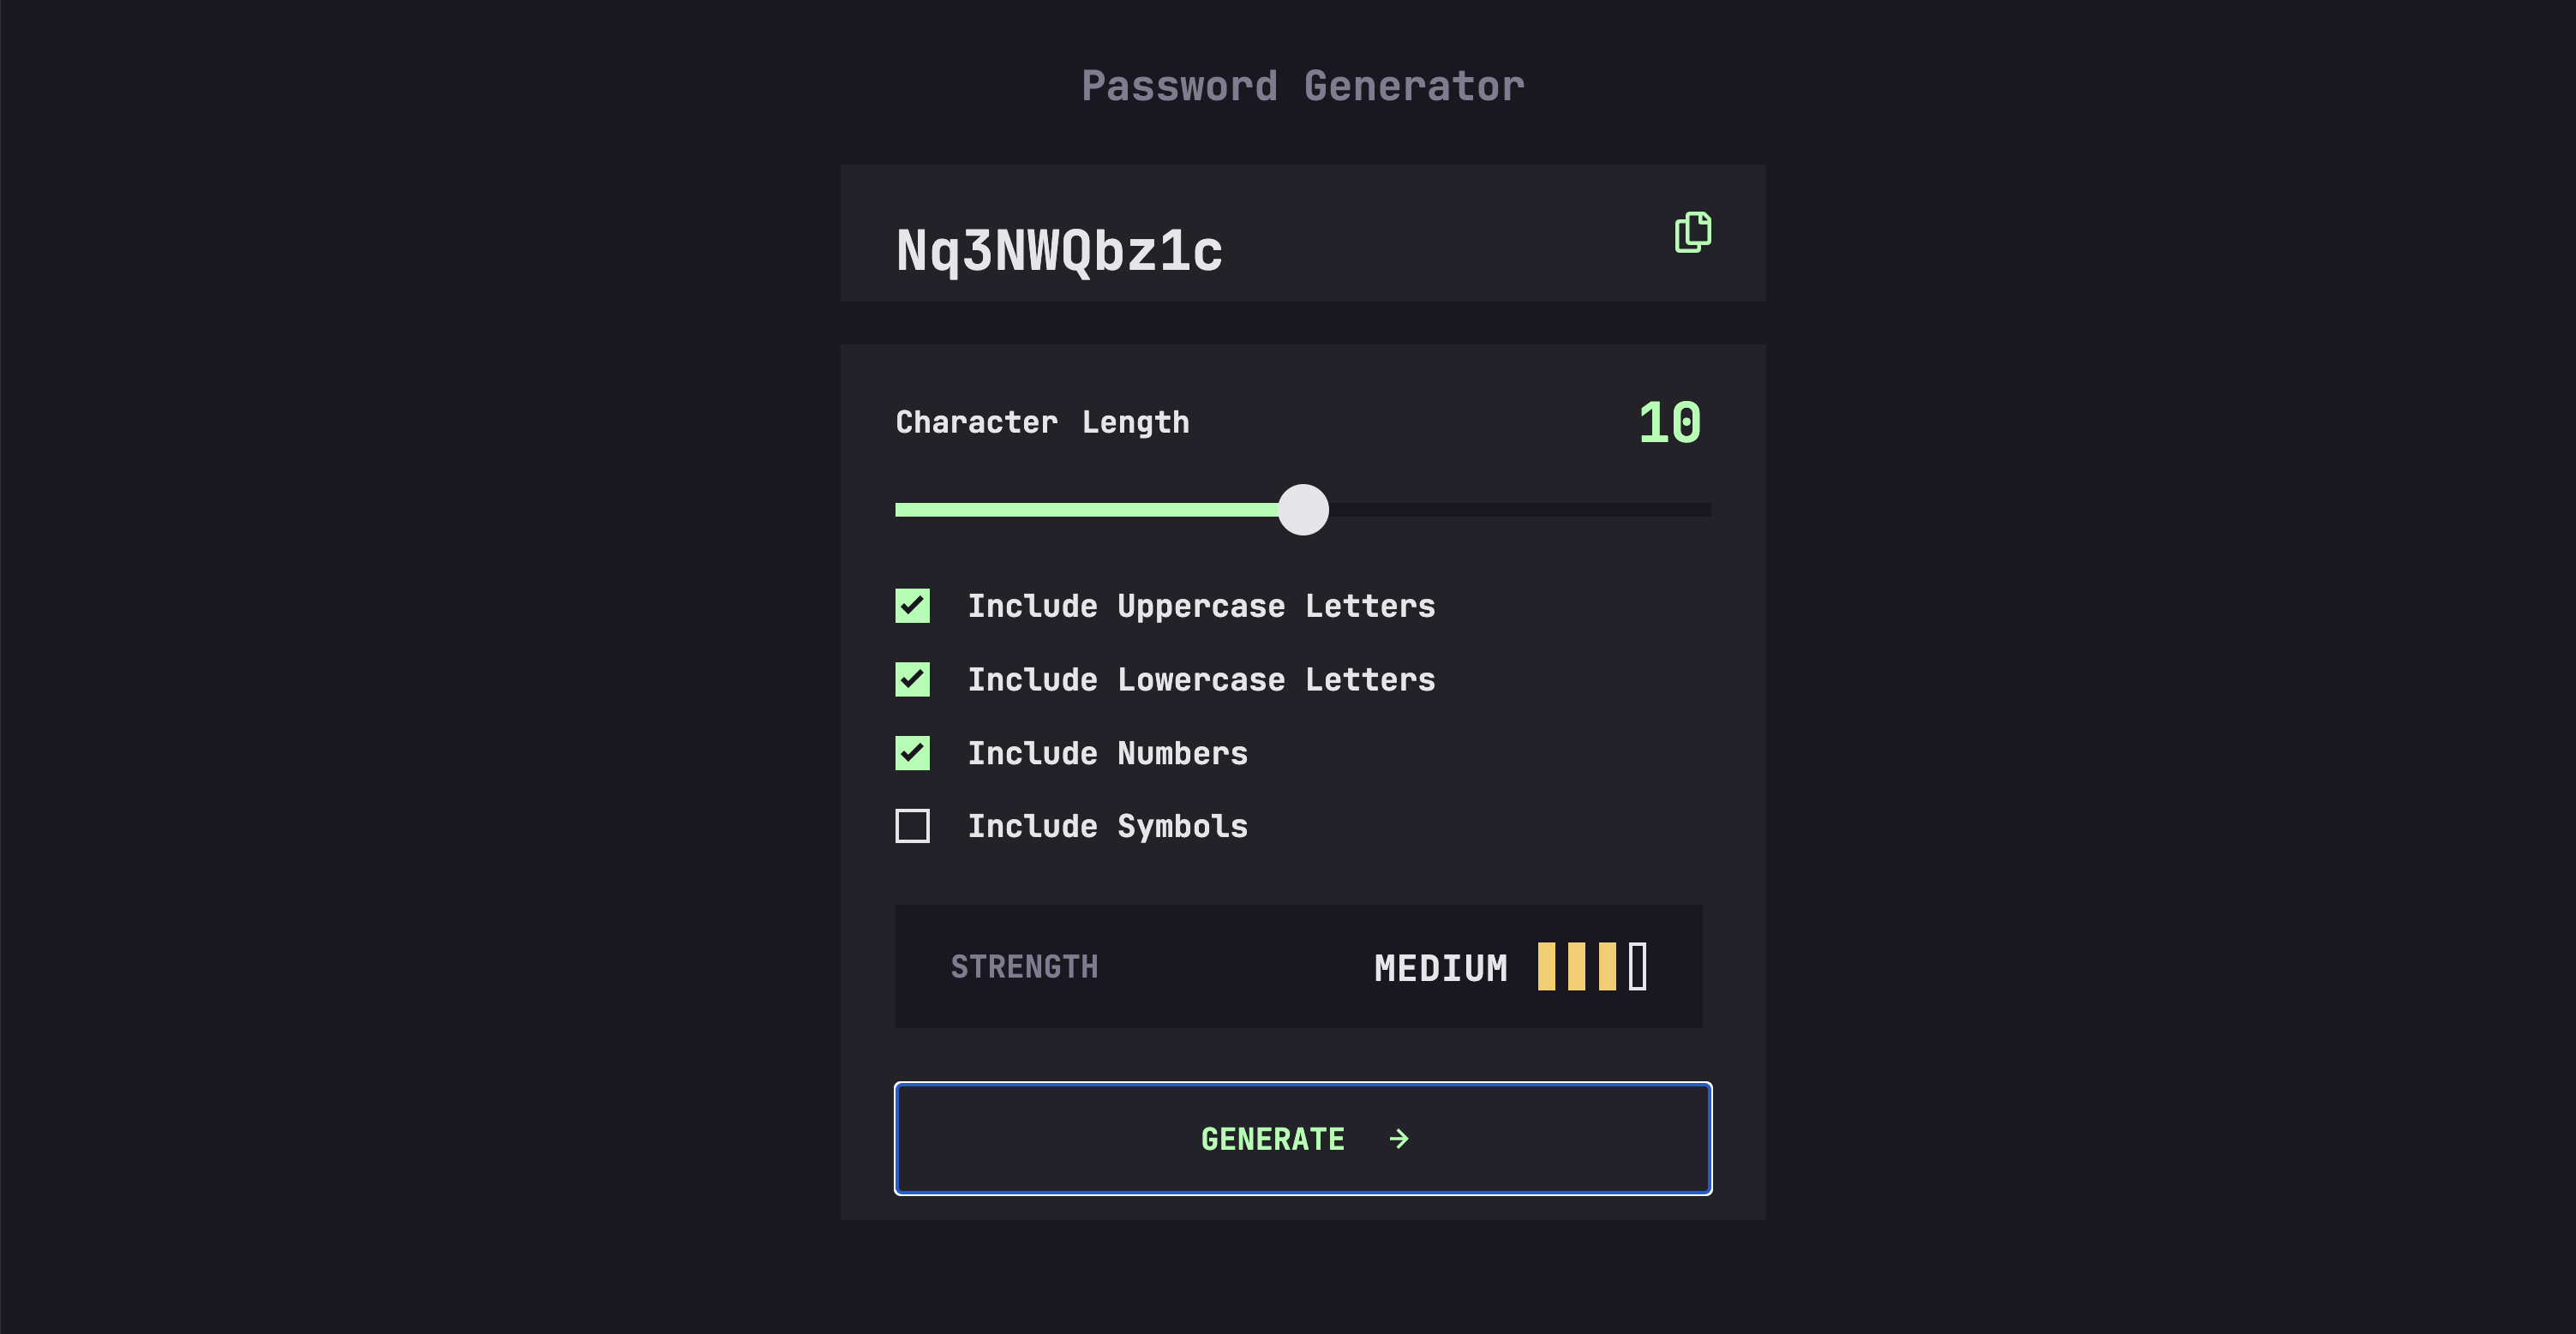 Password Generator
Nq3NWQbz1c
Character Length 10
Include Uppercase Letters
Include Lowercase Letters
Include Numbers
Include Symbols
STRENGTH MEDIUM
GENERATE →